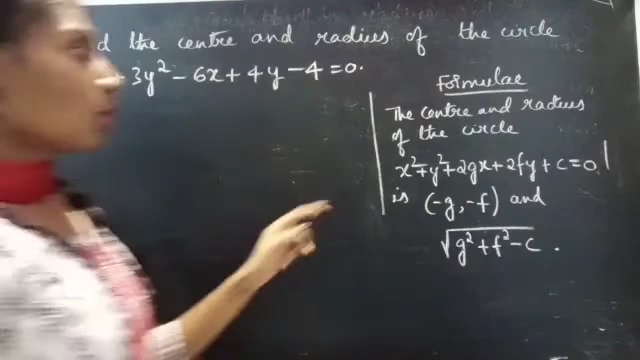 the centre and radius of the circle
+ 3y² - 6x + 4y - 4 = 0.
Formulae
The centre and radius
of the circle
x² + y² + 2gx + 2fy + c = 0
is (-g, -f) and
√g² + f² - c .